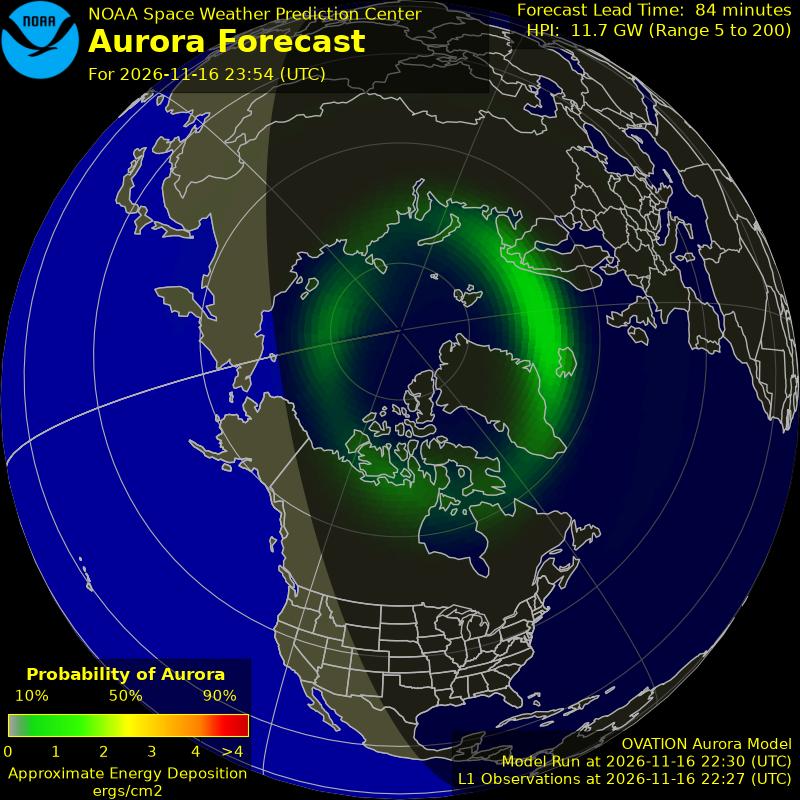 NOAA
NOAA Space Weather Prediction Center
Aurora Forecast
For 2026-11-16 23:54 (UTC)
Forecast Lead Time: 84 minutes
HPI: 11.7 GW (Range 5 to 200)
Probability of Aurora
10% 50% 90%
0 1 2 3 4 >4
Approximate Energy Deposition
ergs/cm2
OVATION Aurora Model
Model Run at 2026-11-16 22:30 (UTC)
L1 Observations at 2026-11-16 22:27 (UTC)